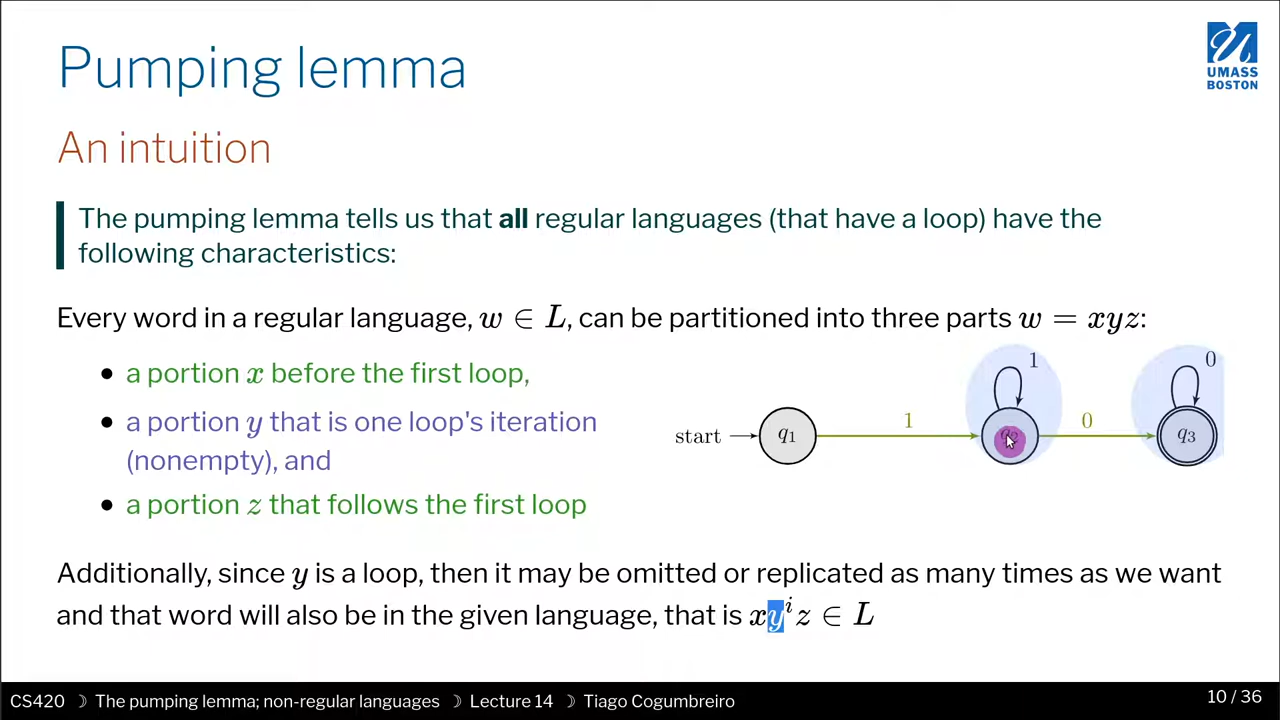 Pumping lemma
UMASS
BOSTON
An intuition
The pumping lemma tells us that all regular languages (that have a loop) have the
following characteristics:
Every word in a regular language, w ∈ L, can be partitioned into three parts w = xyz:
• a portion x before the first loop,
• a portion y that is one loop's iteration
(nonempty), and
• a portion z that follows the first loop
1
0
1
0
start
q₁
q₃
Additionally, since y is a loop, then it may be omitted or replicated as many times as we want
and that word will also be in the given language, that is xyⁱz ∈ L
CS420 ☽ The pumping lemma; non-regular languages ☽ Lecture 14 ☽ Tiago Cogumbreiro
10 / 36